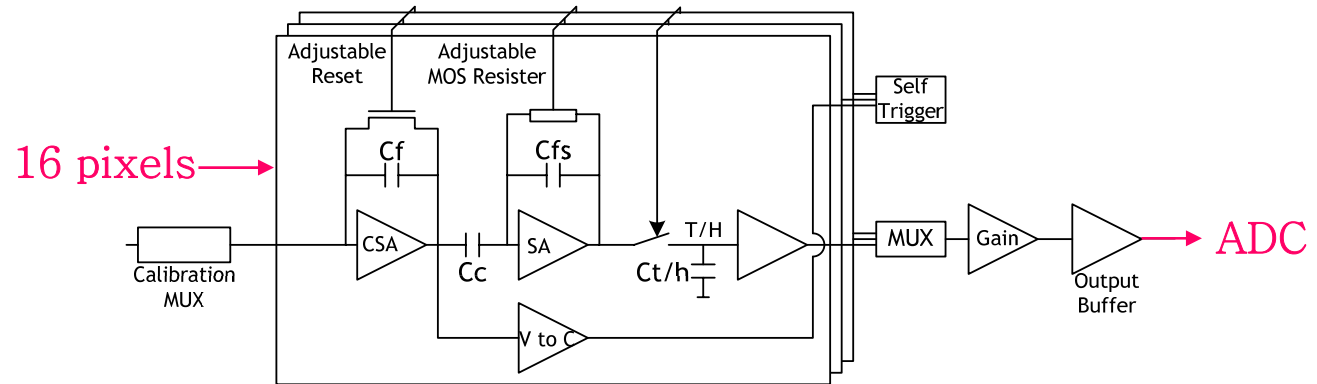 Adjustable
Reset
Adjustable
MOS Resister
Self
Trigger
Cf
Cfs
16 pixels
CSA
Cc
SA
T/H
Ct/h
MUX
Gain
ADC
Calibration
MUX
Output
Buffer
V to C